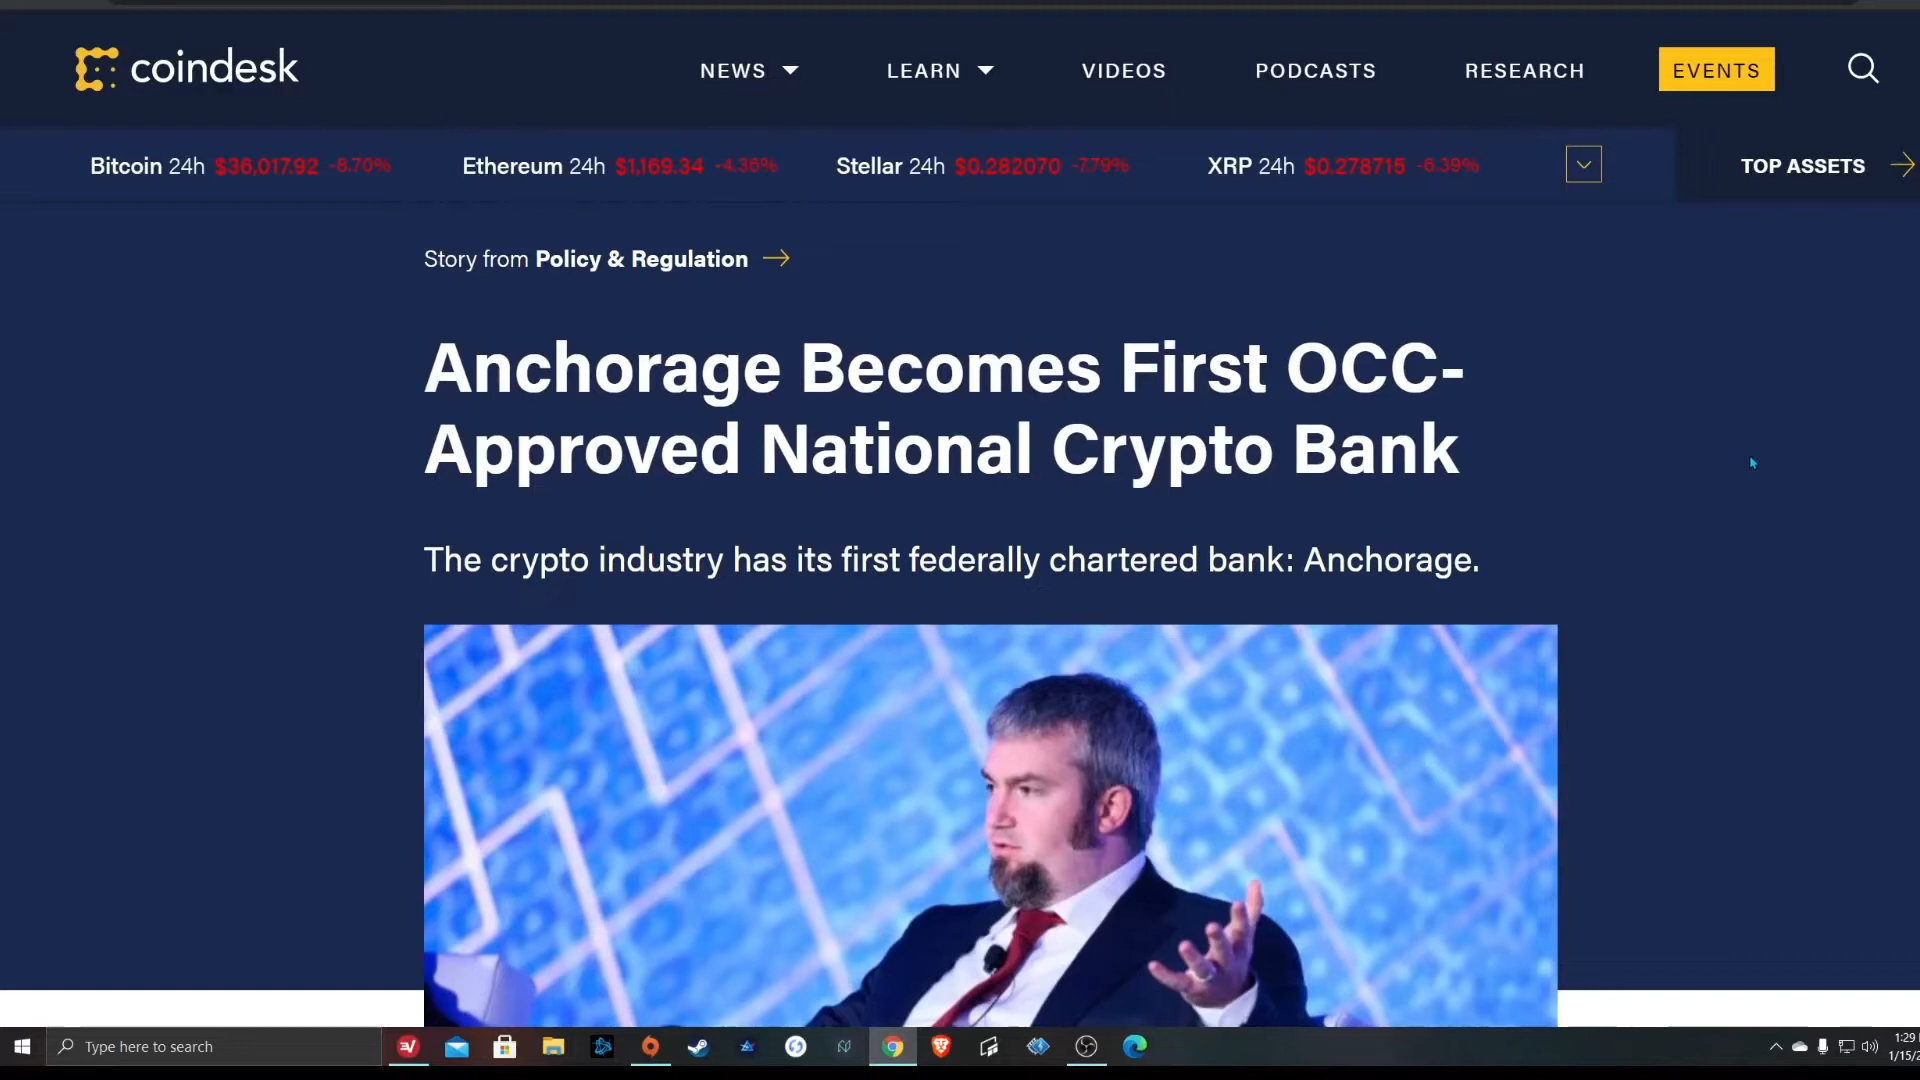 coindesk
NEWS LEARN VIDEOS PODCASTS RESEARCH EVENTS
Bitcoin 24h $36,017.92 -8.70% Ethereum 24h $1,169.34 -4.36% Stellar 24h $0.282070 -7.79% XRP 24h $0.278715 -6.39% TOP ASSETS
Story from Policy & Regulation
Anchorage Becomes First OCC-
Approved National Crypto Bank
The crypto industry has its first federally chartered bank: Anchorage.
Type here to search
1:29
1/15/2